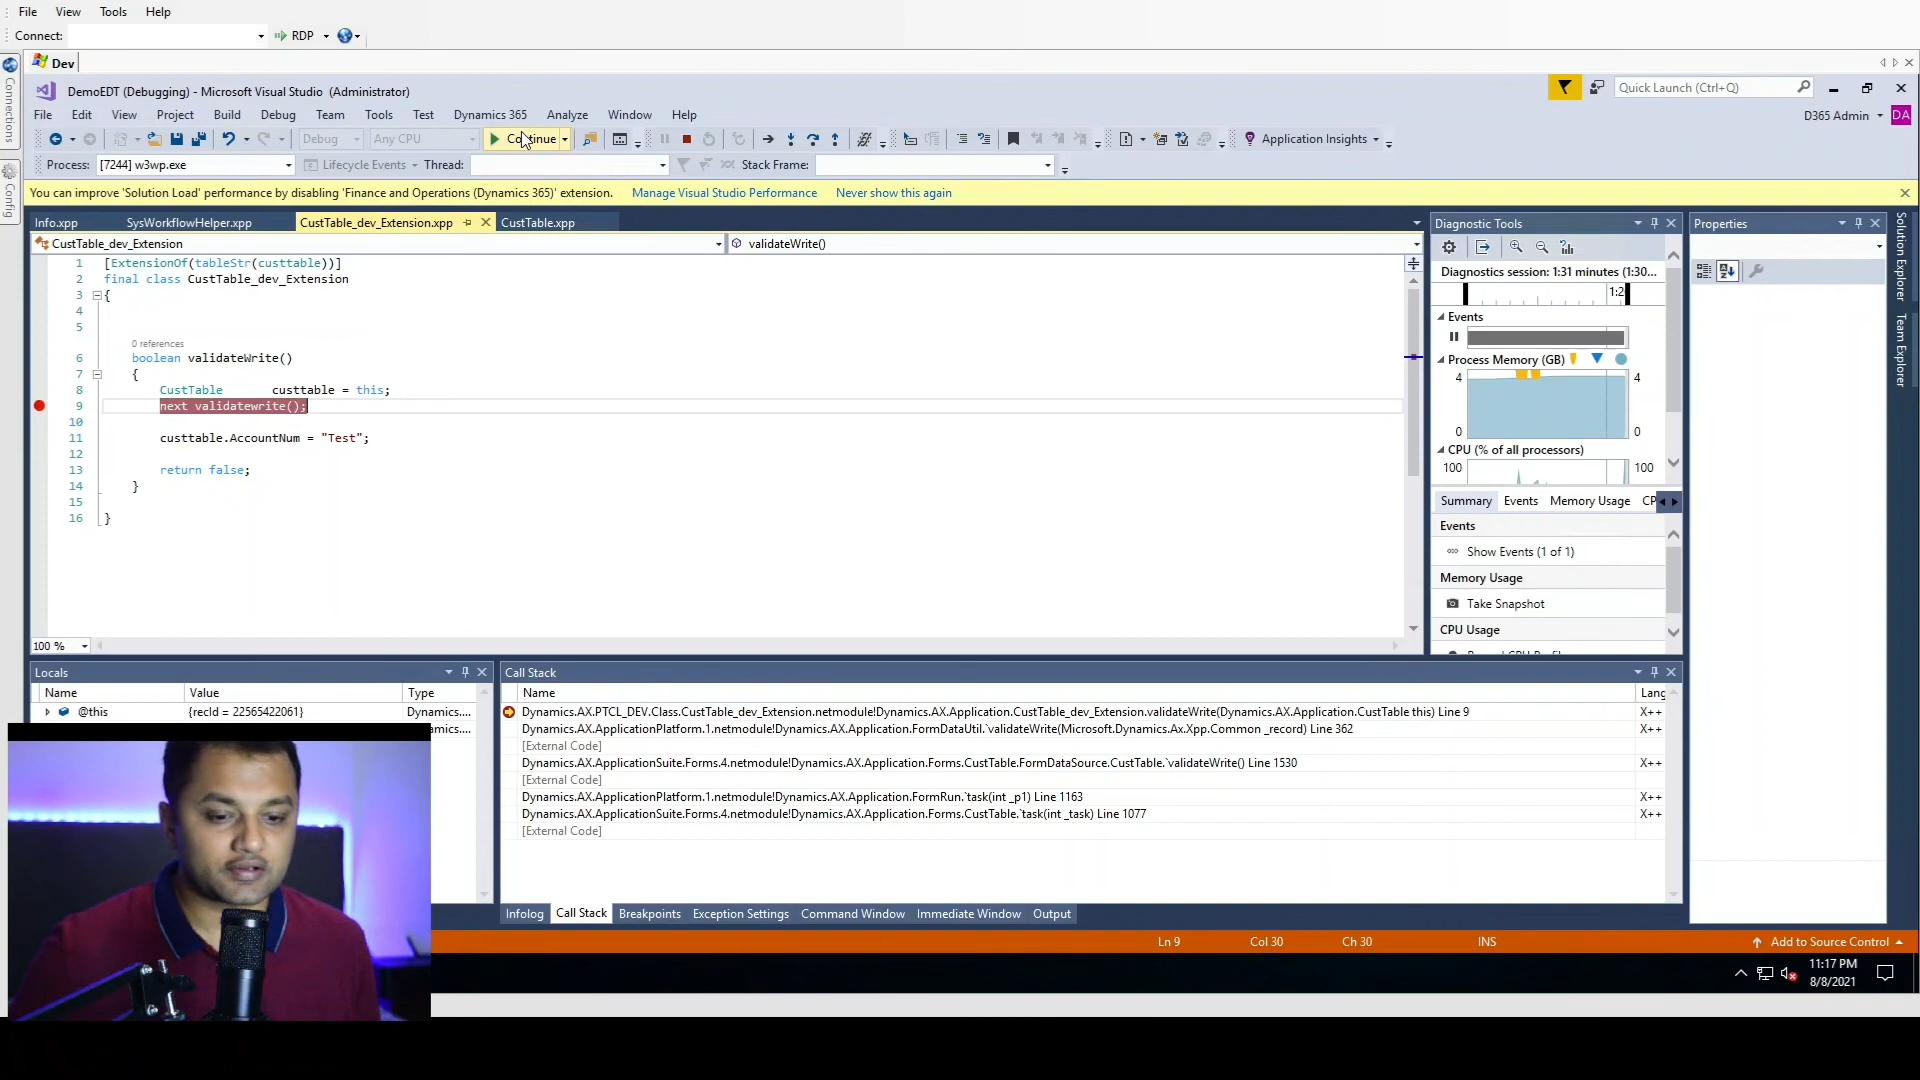 File View Tools Help
Connect: RDP
Dev
Connections
Config
DemoEDT (Debugging) - Microsoft Visual Studio (Administrator)
Quick Launch (Ctrl+Q)
File Edit View Project Build Debug Team Tools Test Dynamics 365 Analyze Window Help
D365 Admin DA
Debug Any CPU Continue Application Insights
Process: [7244] w3wp.exe Lifecycle Events Thread: Stack Frame:
You can improve 'Solution Load' performance by disabling 'Finance and Operations (Dynamics 365)' extension. Manage Visual Studio Performance Never show this again
Info.xpp SysWorkflowHelper.xpp CustTable_dev_Extension.xpp CustTable.xpp
CustTable_dev_Extension validateWrite()
1 [ExtensionOf(tableStr(custtable))]
2 final class CustTable_dev_Extension
3 {
4
5
0 references
6 boolean validateWrite()
7 {
8 CustTable custtable = this;
9 next validatewrite();
10
11 custtable.AccountNum = "Test";
12
13 return false;
14 }
15
16 }
100 %
Diagnostic Tools
Diagnostics session: 1:31 minutes (1:30...
1:2
Events
Process Memory (GB)
4 4
0 0
CPU (% of all processors)
100 100
Summary Events Memory Usage CP
Events
Show Events (1 of 1)
Memory Usage
Take Snapshot
CPU Usage
Properties
Solution Explorer
Team Explorer
Locals
Name Value Type
@this {recId = 22565422061} Dynamics....
Call Stack
Name Lang
Dynamics.AX.PTCL_DEV.Class.CustTable_dev_Extension.netmodule!Dynamics.AX.Application.CustTable_dev_Extension.validateWrite(Dynamics.AX.Application.CustTable this) Line 9 X++
Dynamics.AX.ApplicationPlatform.1.netmodule!Dynamics.AX.Application.FormDataUtil.`validateWrite(Microsoft.Dynamics.Ax.Xpp.Common _record) Line 362 X++
[External Code]
Dynamics.AX.ApplicationSuite.Forms.4.netmodule!Dynamics.AX.Application.Forms.CustTable.FormDataSource.CustTable.`validateWrite() Line 1530 X++
[External Code]
Dynamics.AX.ApplicationPlatform.1.netmodule!Dynamics.AX.Application.FormRun.`task(int _p1) Line 1163 X++
Dynamics.AX.ApplicationSuite.Forms.4.netmodule!Dynamics.AX.Application.Forms.CustTable.`task(int _task) Line 1077 X++
[External Code]
Infolog Call Stack Breakpoints Exception Settings Command Window Immediate Window Output
Ln 9 Col 30 Ch 30 INS Add to Source Control
11:17 PM
8/8/2021